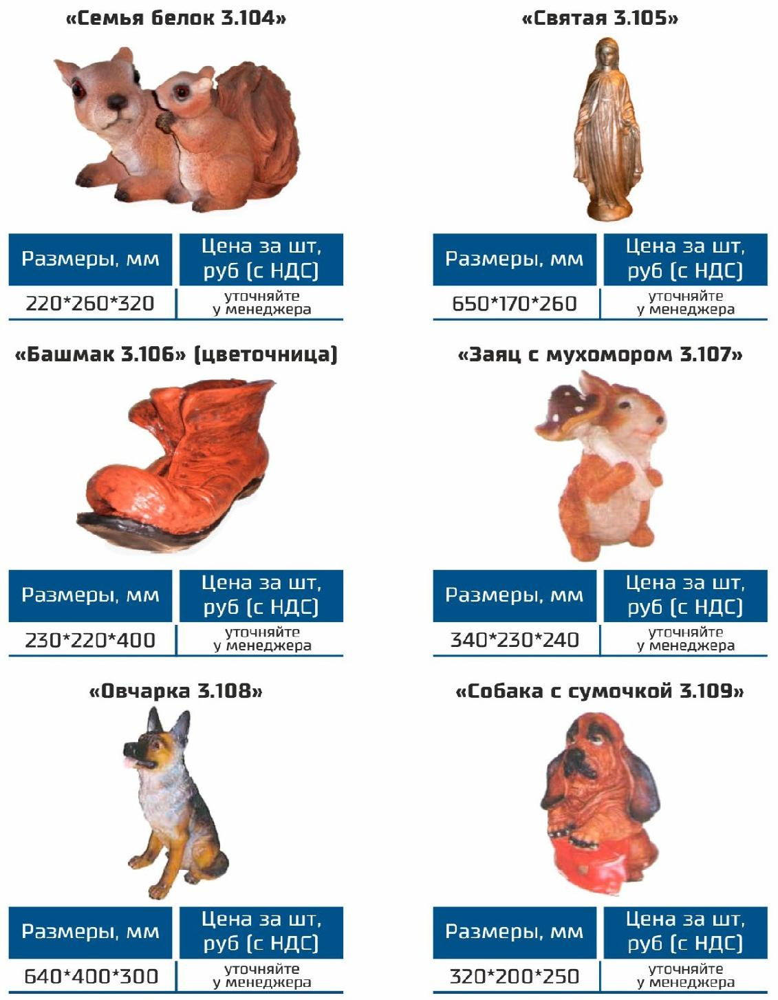 «Семья белок 3.104»
«Святая 3.105»
Размеры, мм
Цена за шт,
руб (с НДС)
220*260*320
уточняйте
у менеджера
Размеры, мм
Цена за шт,
руб (с НДС)
650*170*260
уточняйте
у менеджера
«Башмак 3.106» (цветочница)
«Заяц с мухомором 3.107»
Размеры, мм
Цена за шт,
руб (с НДС)
230*220*400
уточняйте
у менеджера
Размеры, мм
Цена за шт,
руб (с НДС)
340*230*240
уточняйте
у менеджера
«Овчарка 3.108»
«Собака с сумочкой 3.109»
Размеры, мм
Цена за шт,
руб (с НДС)
640*400*300
уточняйте
у менеджера
Размеры, мм
Цена за шт,
руб (с НДС)
320*200*250
уточняйте
у менеджера